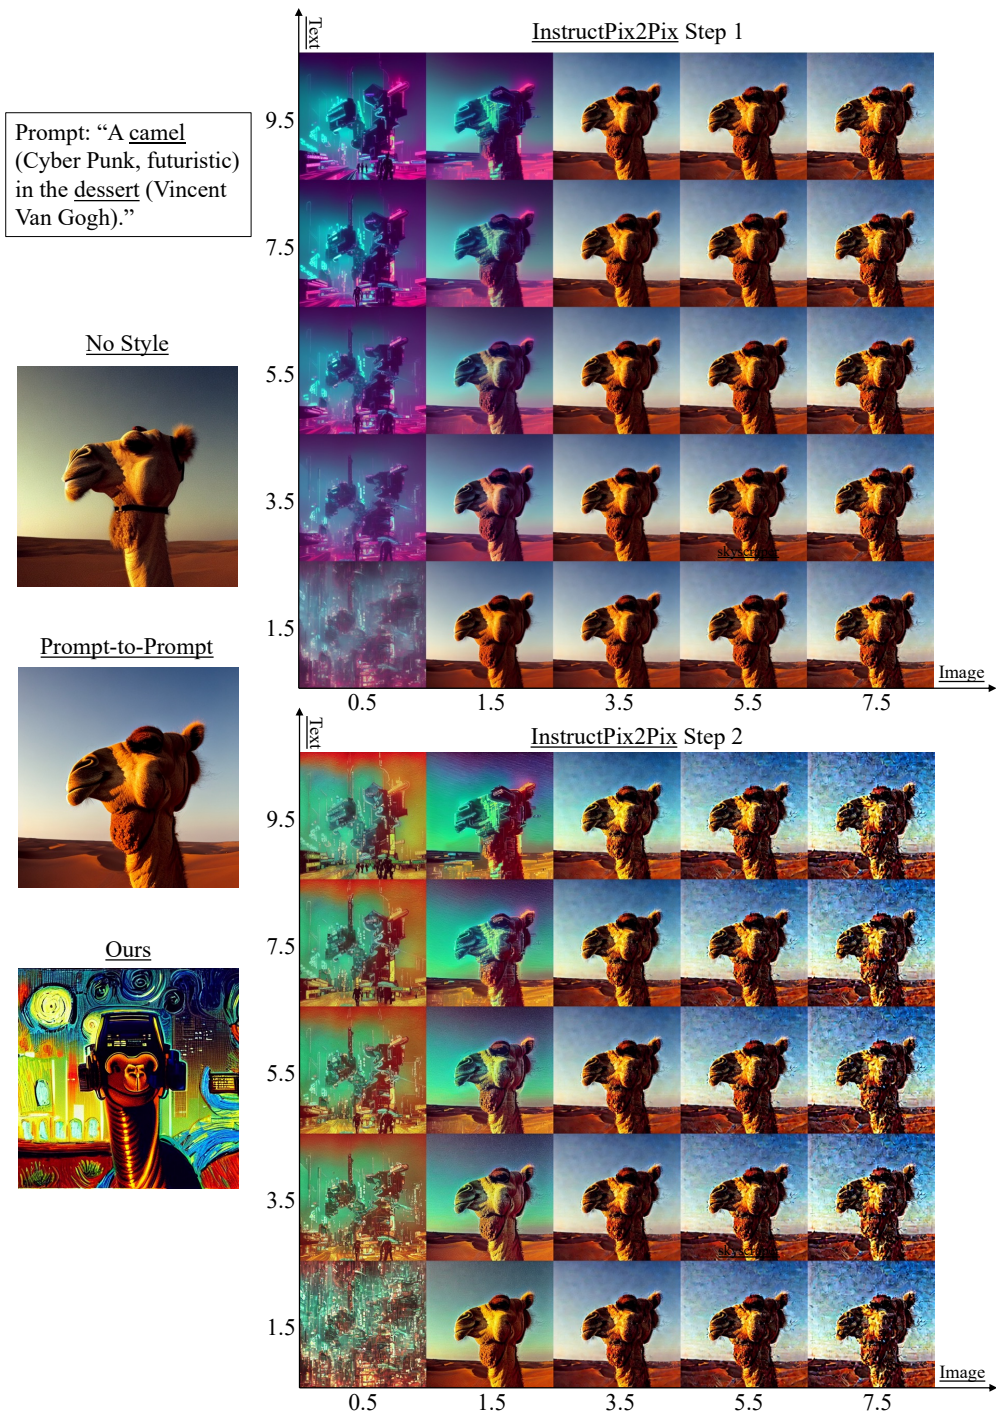 Text
InstructPix2Pix Step 1
Prompt: “A camel
(Cyber Punk, futuristic)
in the dessert (Vincent
Van Gogh).”
9.5
7.5
5.5
3.5
1.5
No Style
Prompt-to-Prompt
Ours
Image
0.5
1.5
3.5
5.5
7.5
Text
InstructPix2Pix Step 2
9.5
7.5
5.5
3.5
1.5
Image
0.5
1.5
3.5
5.5
7.5